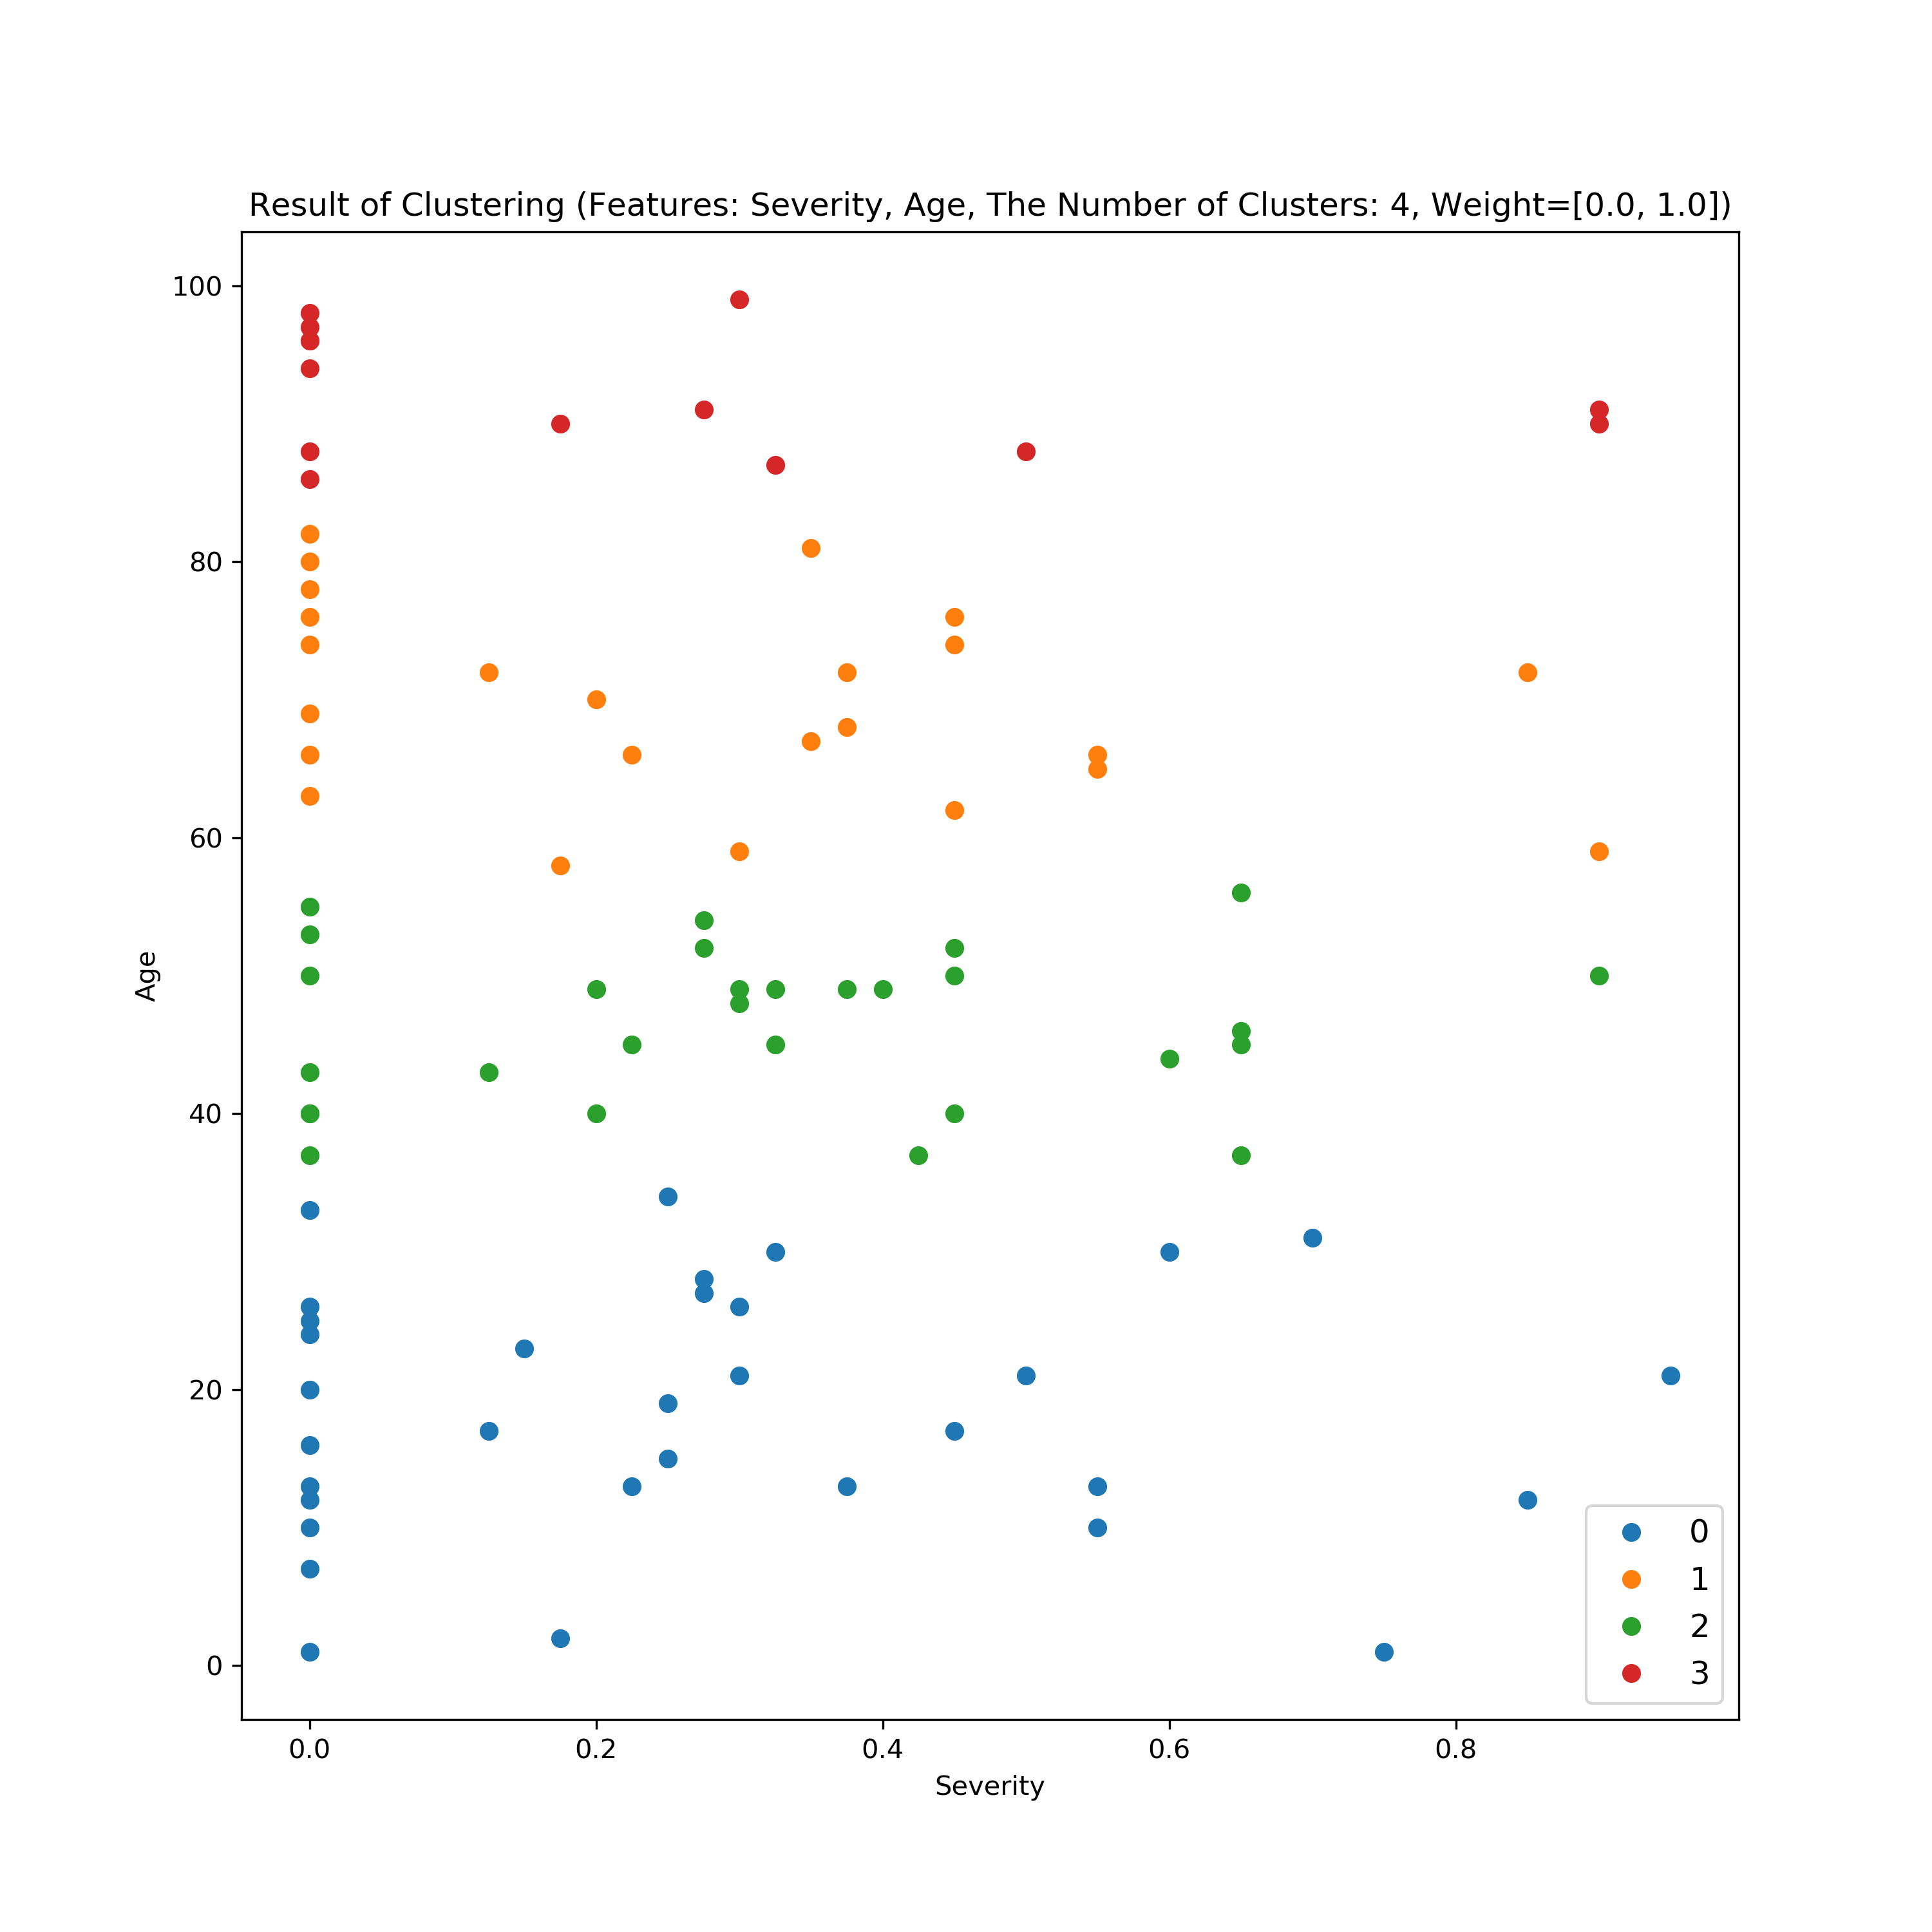 Result of Clustering (Features: Severity, Age, The Number of Clusters: 4, Weight=[0.0, 1.0])
100
80
60
40
20
0
Age
0.0 0.2 0.4 0.6 0.8
Severity
0
1
2
3